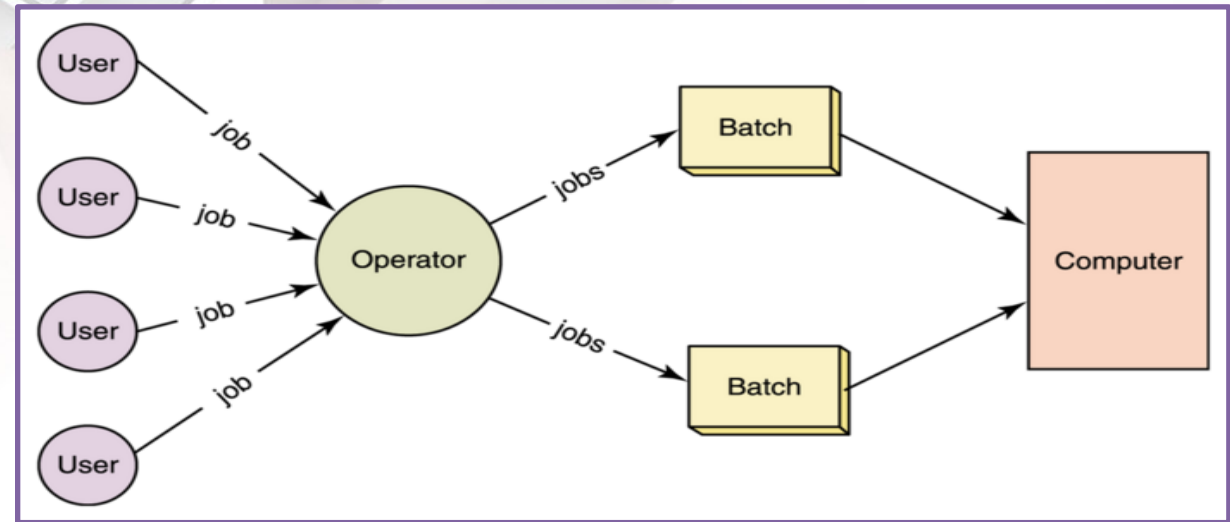 User
job
User
job
User
job
User
job
Operator
jobs
Batch
jobs
Batch
Computer